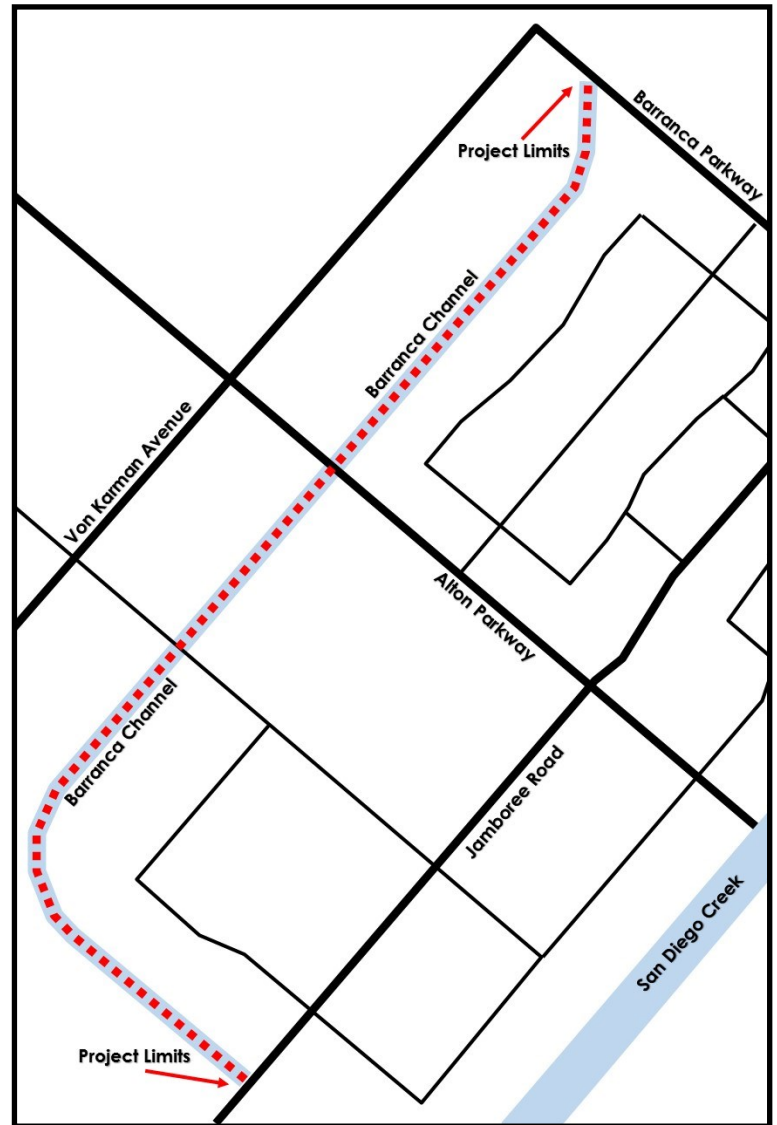 Barranca Parkway
Project Limits
Barranca Channel
Von Karman Avenue
Alton Parkway
Barranca Channel
Jamboree Road
San Diego Creek
Project Limits